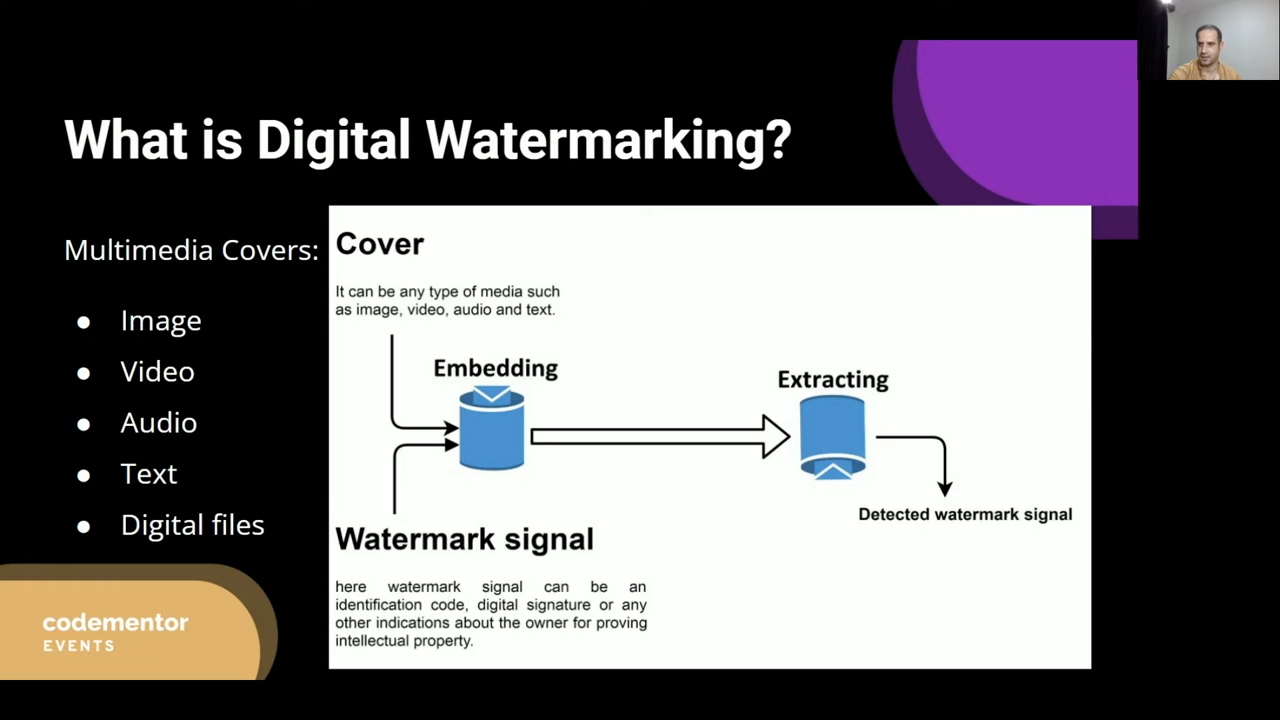 What is Digital Watermarking?
Multimedia Covers:
● Image
● Video
● Audio
● Text
● Digital files
Cover
It can be any type of media such
as image, video, audio and text.
Embedding
Extracting
Detected watermark signal
Watermark signal
here watermark signal can be an
identification code, digital signature or any
other indications about the owner for proving
intellectual property.
codementor
EVENTS